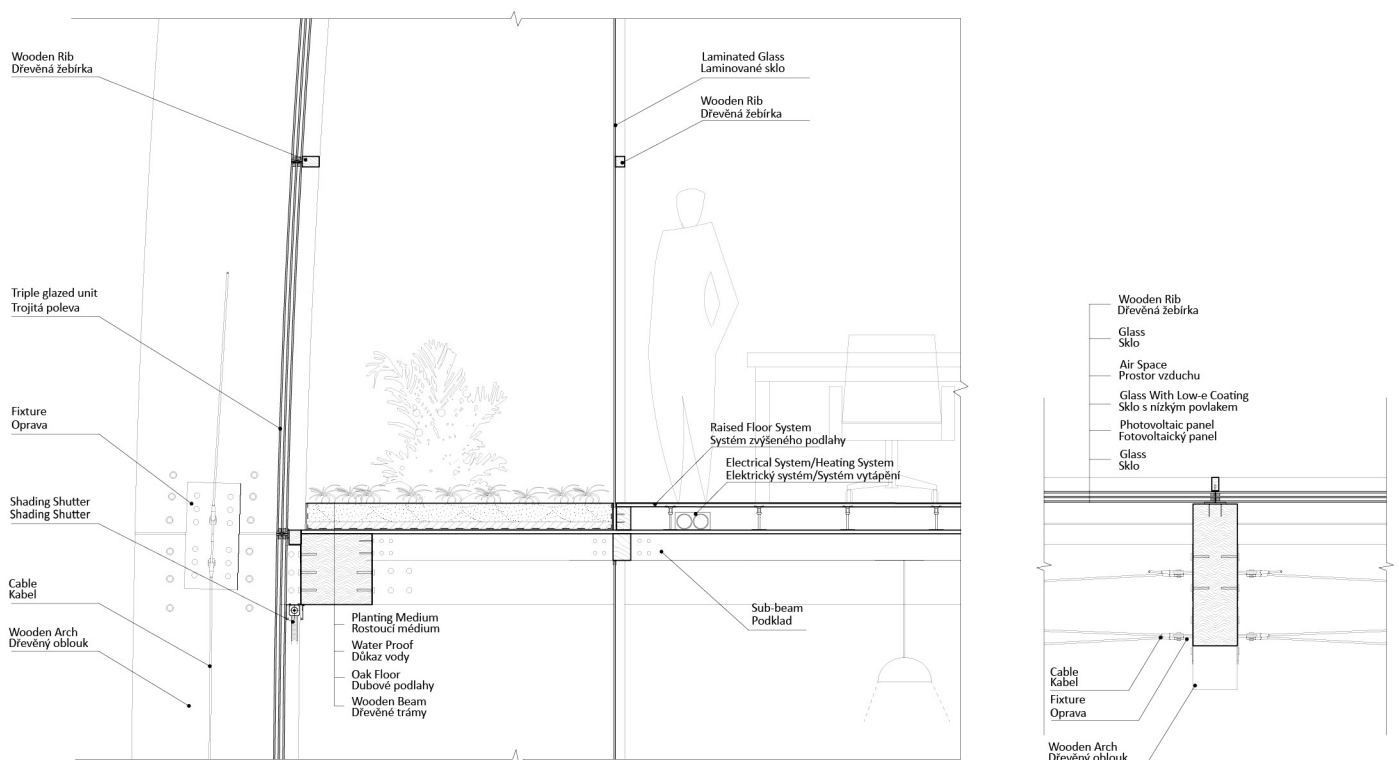 Wooden Rib
Dřevěná žebírka
Laminated Glass
Laminované sklo
Wooden Rib
Dřevěná žebírka
Triple glazed unit
Trojitá poleva
Fixture
Oprava
Raised Floor System
Systém zvýšeného podlahy
Electrical System/Heating System
Elektrický systém/Systém vytápění
Shading Shutter
Shading Shutter
Cable
Kabel
Wooden Arch
Dřevěný oblouk
Planting Medium
Rostoucí médium
Water Proof
Důkaz vody
Oak Floor
Dubové podlahy
Wooden Beam
Dřevěné trámy
Sub-beam
Podklad
Wooden Rib
Dřevěná žebírka
Glass
Sklo
Air Space
Prostor vzduchu
Glass With Low-e Coating
Sklo s nízkým povlakem
Photovoltaic panel
Fotovoltaický panel
Glass
Sklo
Cable
Kabel
Fixture
Oprava
Wooden Arch
Dřevěný oblouk